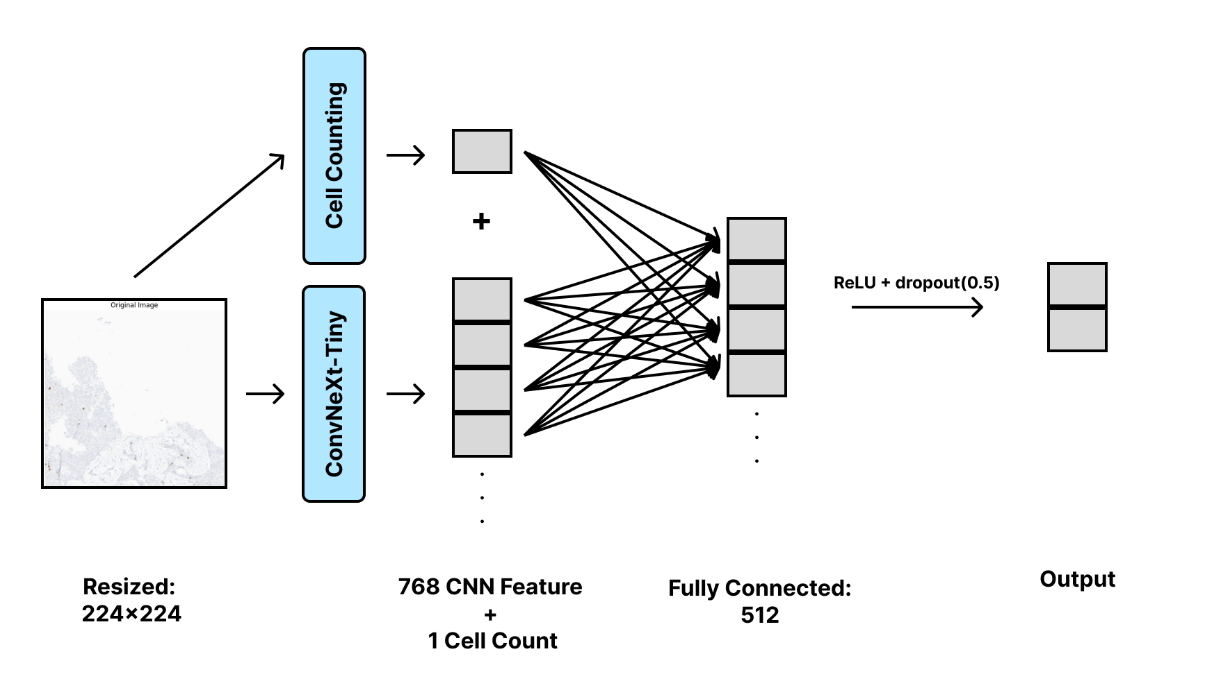 Cell Counting
+
Original Image
ConvNeXt-Tiny
ReLU + dropout(0.5)
Resized:
224×224
768 CNN Feature
+
1 Cell Count
Fully Connected:
512
Output